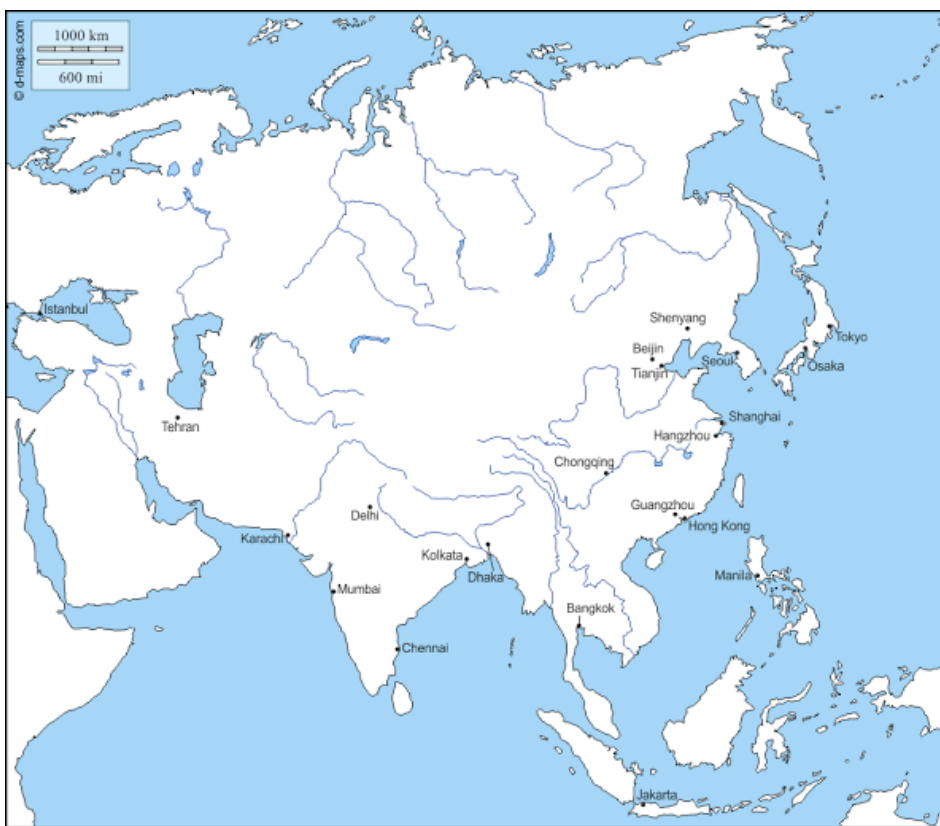 © d-maps.com
1000 km
600 mi
Istanbul
Shenyang
Tokyo
Beijin
Seoul
Tianjin
Osaka
Tehran
Shanghai
Hangzhou
Chongqing
Delhi
Guangzhou
Hong Kong
Karachi
Kolkata
Dhaka
Manila
Mumbai
Bangkok
Chennai
Jakarta